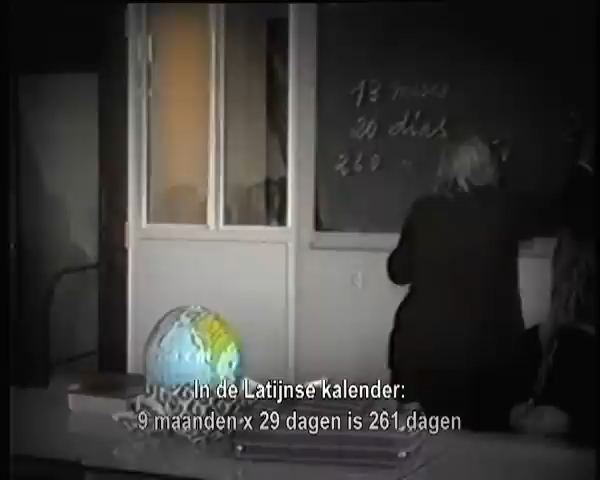 13 meses
20 días
260 -
In de Latijnse kalender:
9 maanden x 29 dagen is 261 dagen